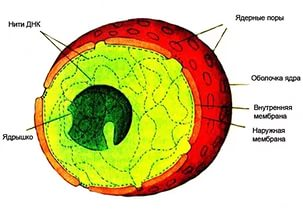 Нити ДНК
Ядерные поры
Оболочка ядра
Внутренняя
мембрана
Наружная
мембрана
Ядрышко